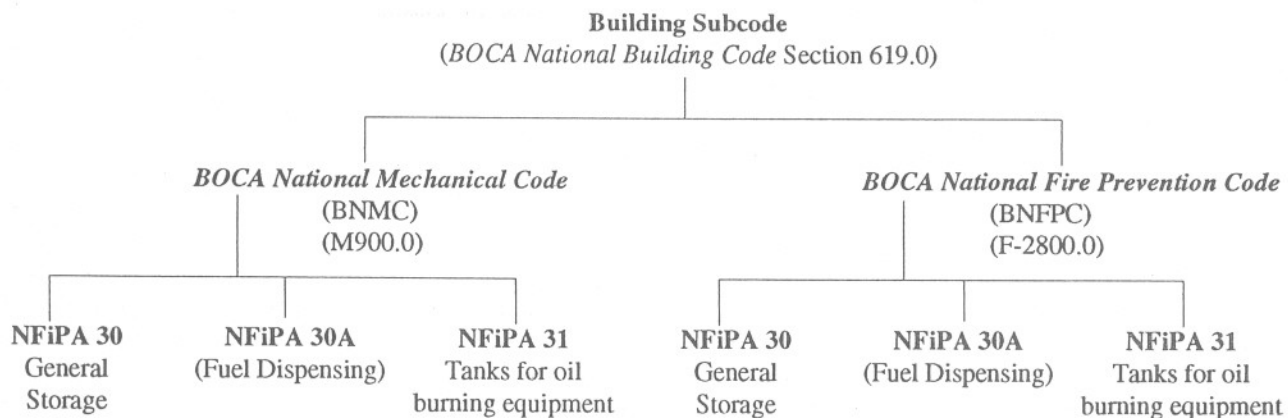 Building Subcode
(BOCA National Building Code Section 619.0)
BOCA National Mechanical Code
(BNMC)
(M900.0)
BOCA National Fire Prevention Code
(BNFPC)
(F-2800.0)
NFiPA 30
General
Storage
NFiPA 30A
(Fuel Dispensing)
NFiPA 31
Tanks for oil
burning equipment
NFiPA 30
General
Storage
NFiPA 30A
(Fuel Dispensing)
NFiPA 31
Tanks for oil
burning equipment